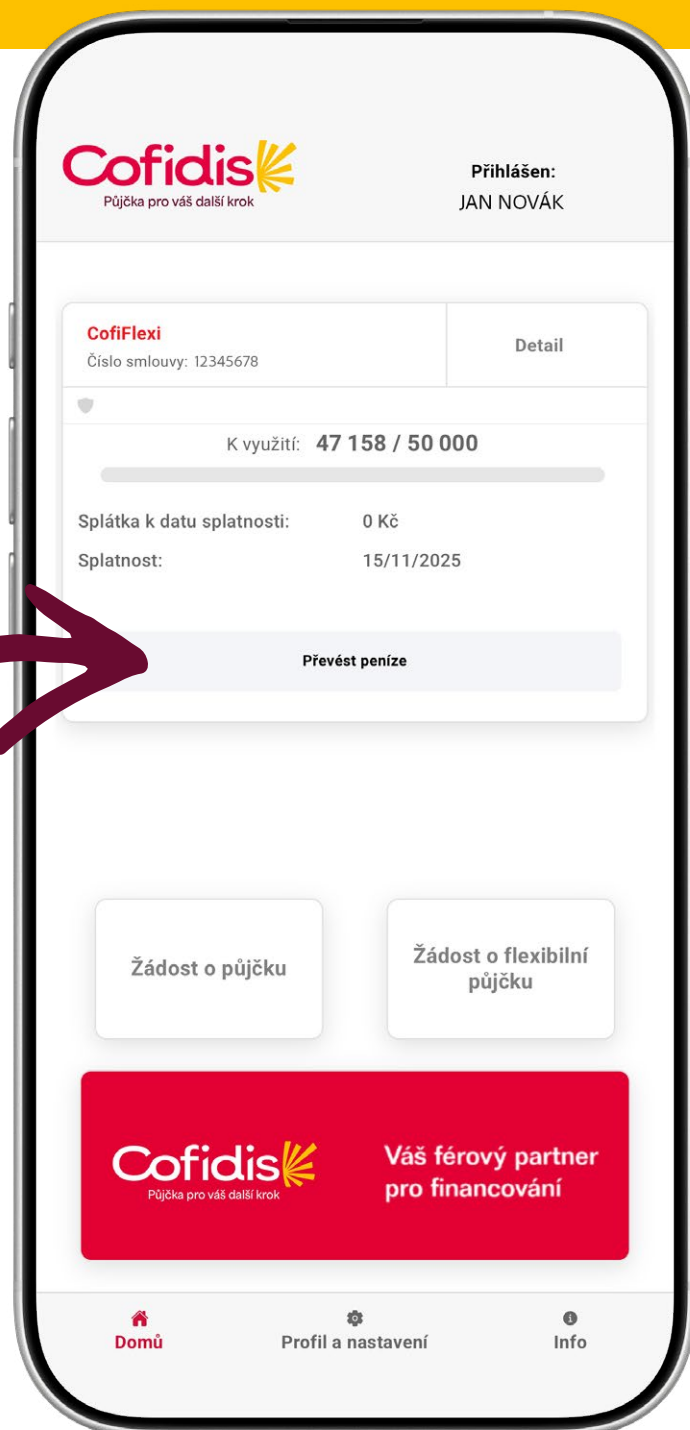 Cofidis
Půjčka pro váš další krok
Přihlášen:
JAN NOVÁK
CofiFlexi
Číslo smlouvy: 12345678
Detail
K využití: 47 158 / 50 000
Splátka k datu splatnosti: 0 Kč
Splatnost: 15/11/2025
Převést peníze
Žádost o půjčku
Žádost o flexibilní
půjčku
Cofidis
Půjčka pro váš další krok
Váš férový partner
pro financování
Domů
Profil a nastavení
Info